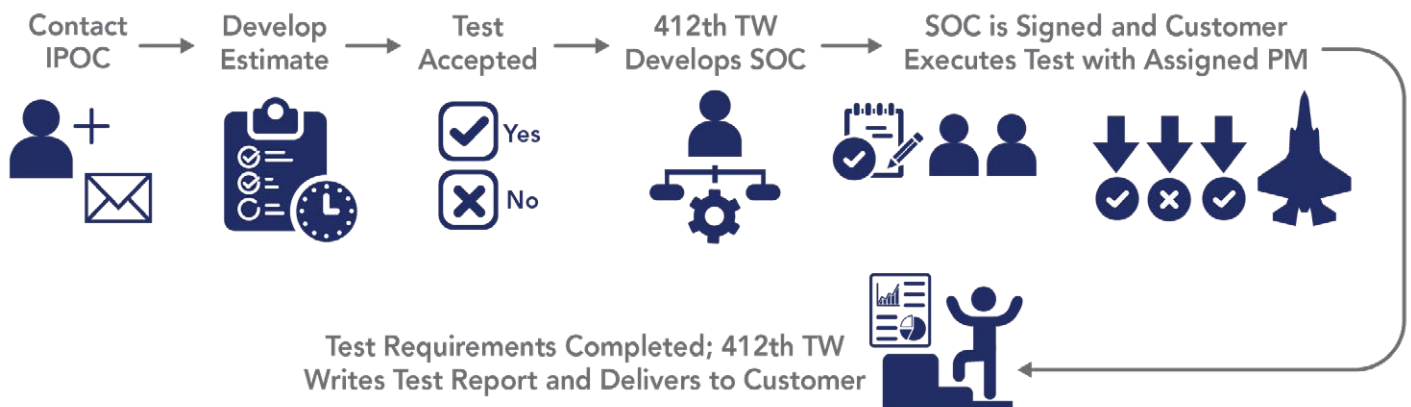 Contact
IPOC
Develop
Estimate
Test
Accepted
412th TW
Develops SOC
SOC is Signed and Customer
Executes Test with Assigned PM
Yes
No
Test Requirements Completed; 412th TW
Writes Test Report and Delivers to Customer